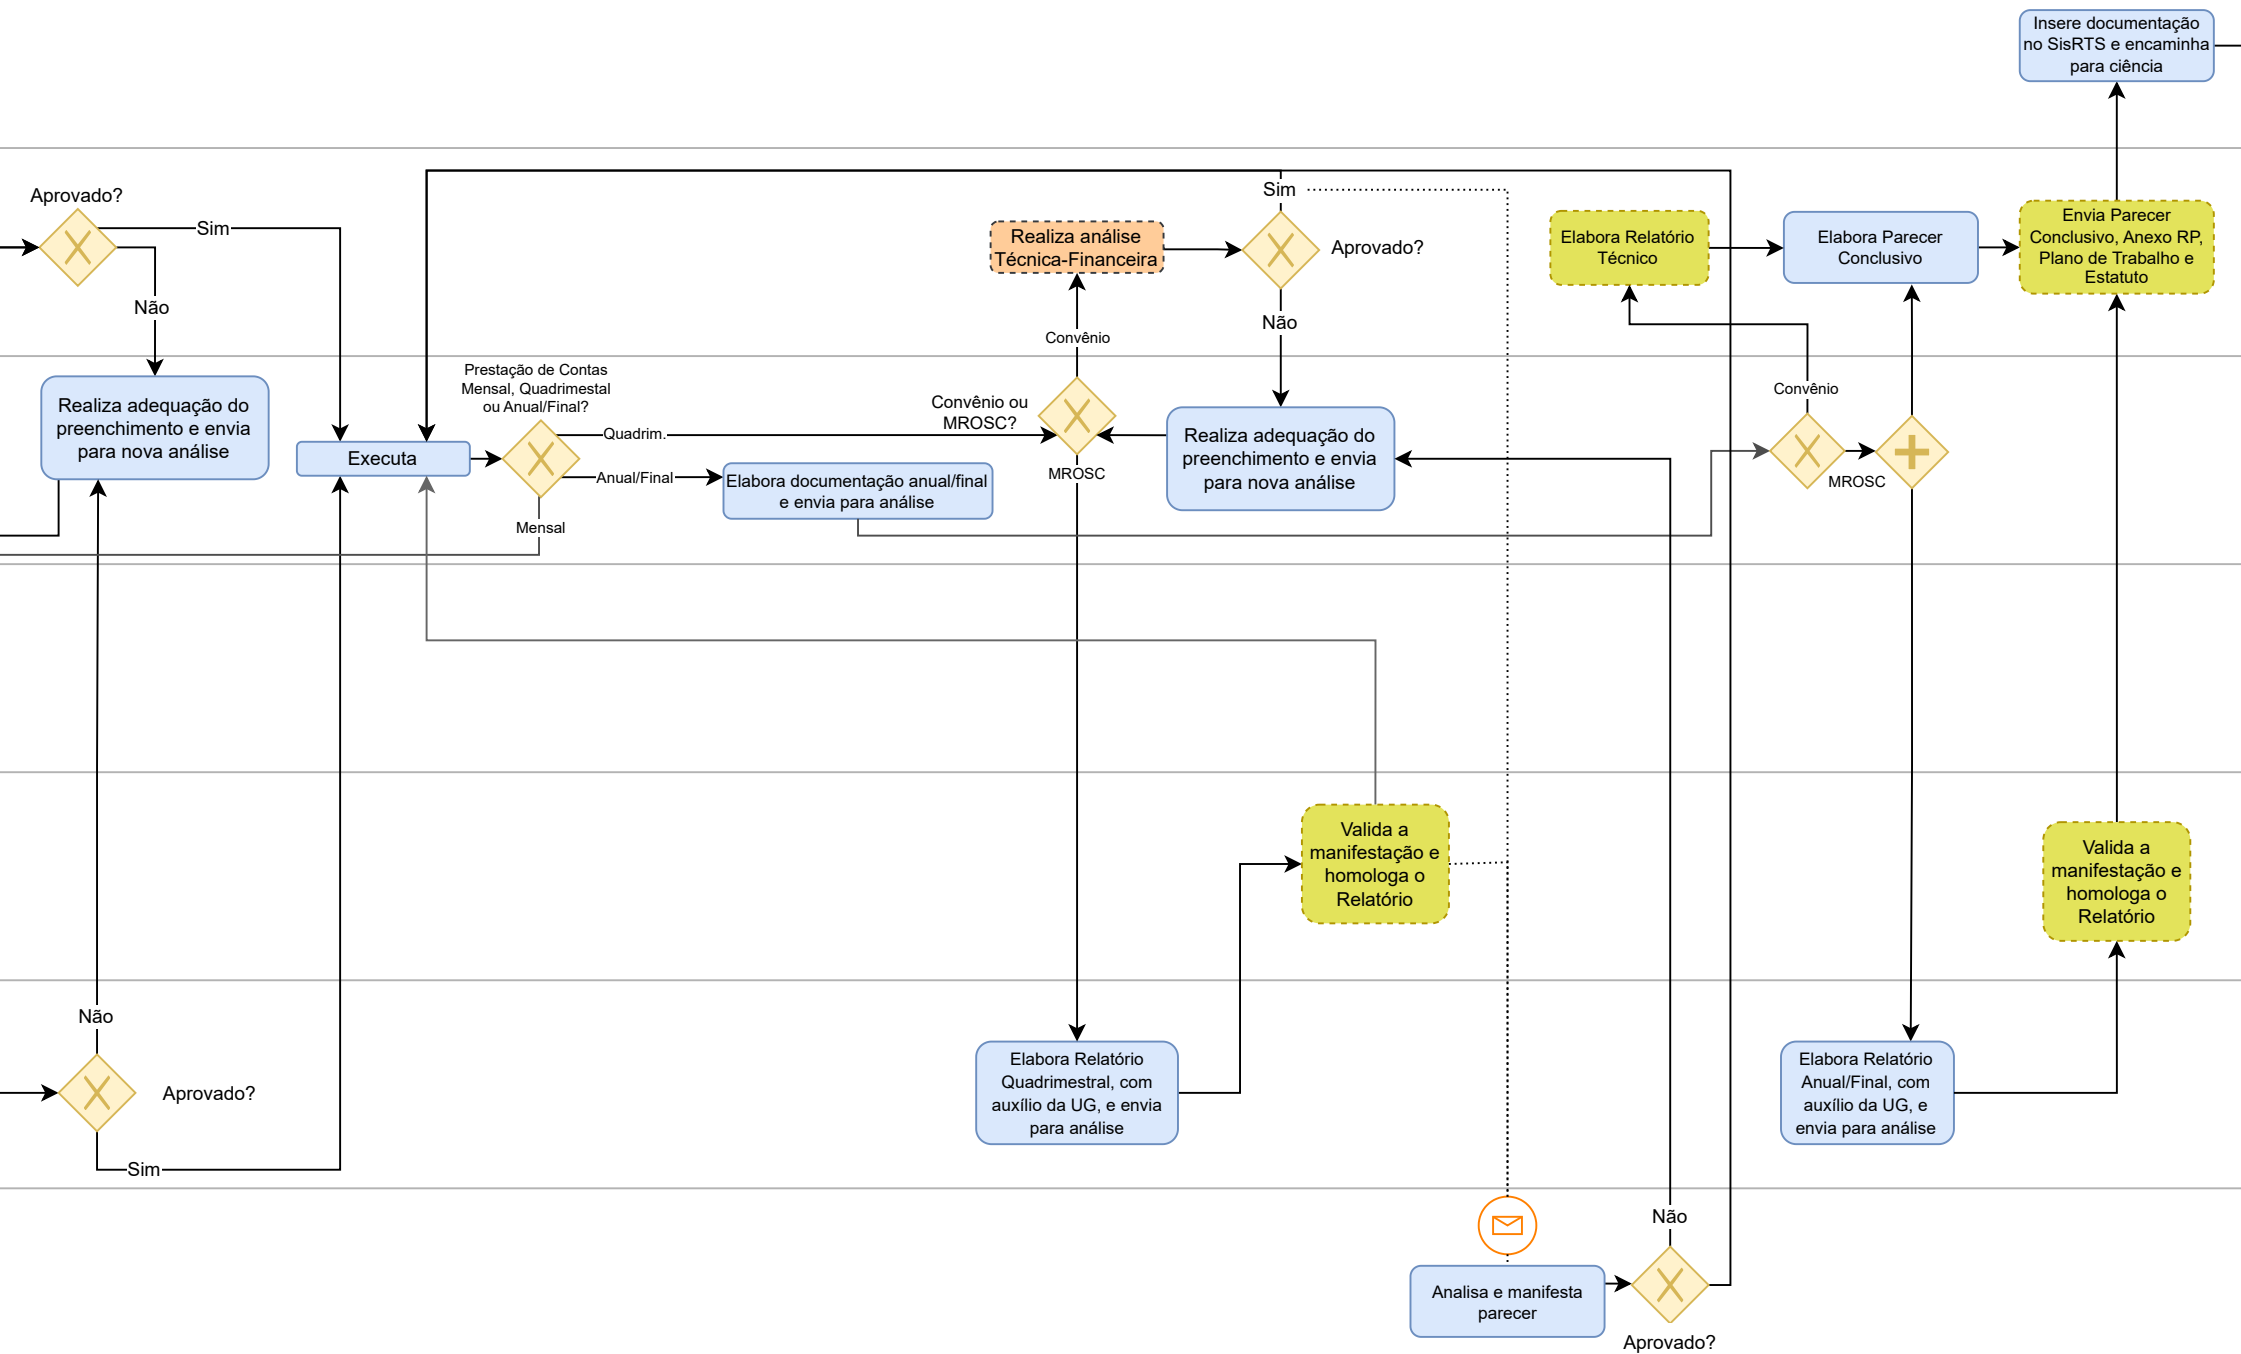 Insere documentação
no SisRTS e encaminha
para ciência
Aprovado?
Sim
Não
Sim
Realiza análise
Técnica-Financeira
Aprovado?
Convênio
Não
Elabora Relatório
Técnico
Elabora Parecer
Conclusivo
Envia Parecer
Conclusivo, Anexo RP,
Plano de Trabalho e
Estatuto
Realiza adequação do
preenchimento e envia
para nova análise
Executa
Prestação de Contas
Mensal, Quadrimestal
ou Anual/Final?
Quadrim.
Anual/Final
Mensal
Elabora documentação anual/final
e envia para análise
Convênio ou
MROSC?
MROSC
Realiza adequação do
preenchimento e envia
para nova análise
Convênio
MROSC
Valida a
manifestação e
homologa o
Relatório
Valida a
manifestação e
homologa o
Relatório
Não
Aprovado?
Sim
Elabora Relatório
Quadrimestral, com
auxílio da UG, e envia
para análise
Elabora Relatório
Anual/Final, com
auxílio da UG, e
envia para análise
Não
Analisa e manifesta
parecer
Aprovado?